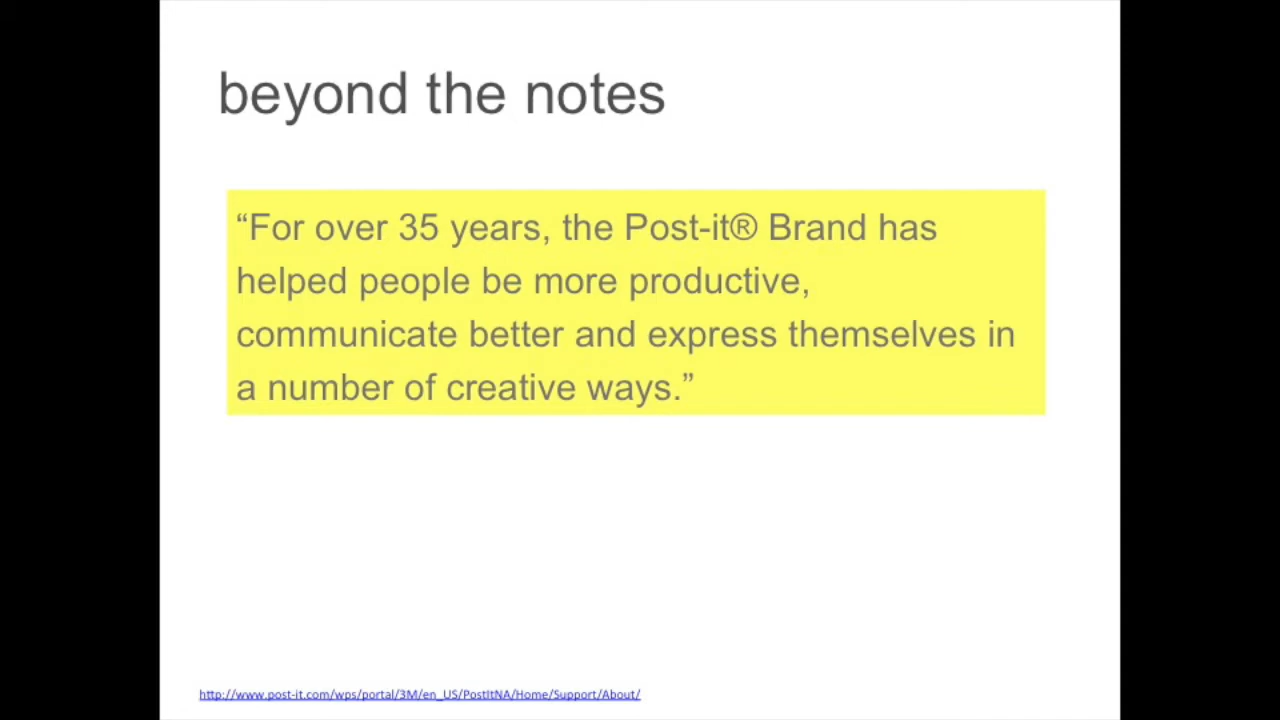 beyond the notes
“For over 35 years, the Post-it® Brand has
helped people be more productive,
communicate better and express themselves in
a number of creative ways.”
http://www.post-it.com/wps/portal/3M/en_US/PostItNA/Home/Support/About/